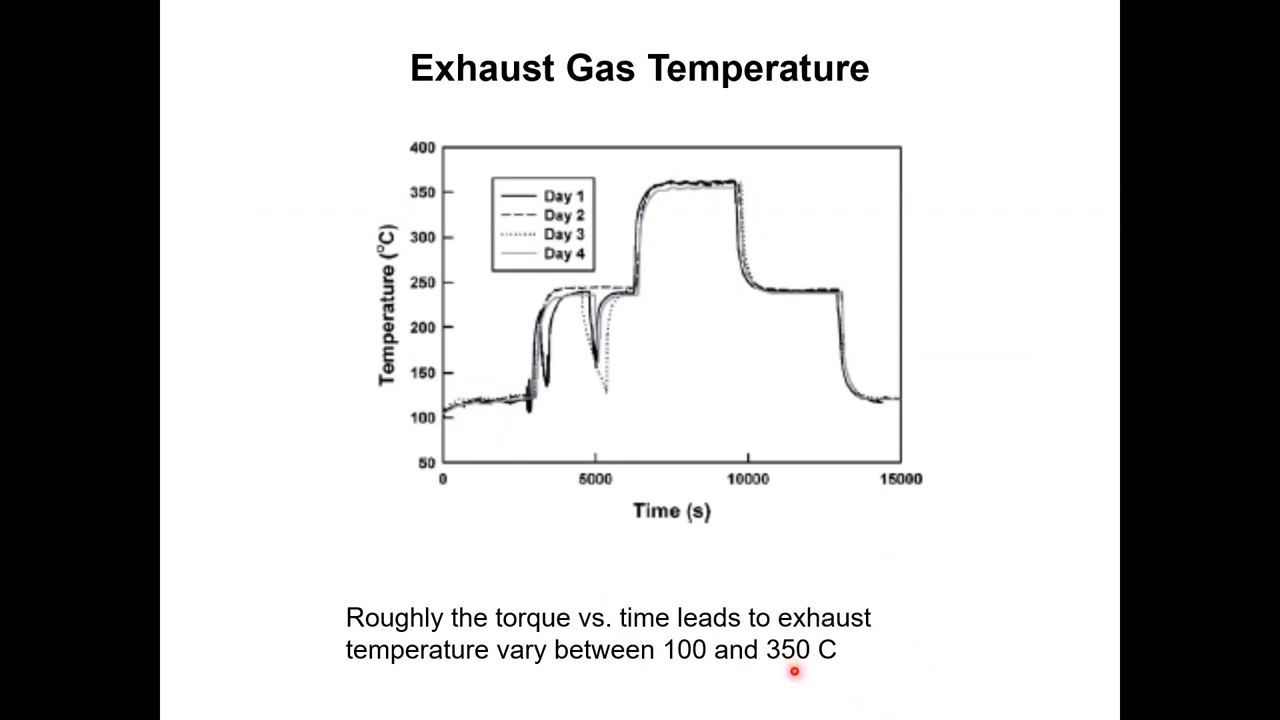 Exhaust Gas Temperature
400
350
300
250
200
150
100
50
Temperature (°C)
Day 1
Day 2
Day 3
Day 4
0 5000 10000 15000
Time (s)
Roughly the torque vs. time leads to exhaust
temperature vary between 100 and 350 C